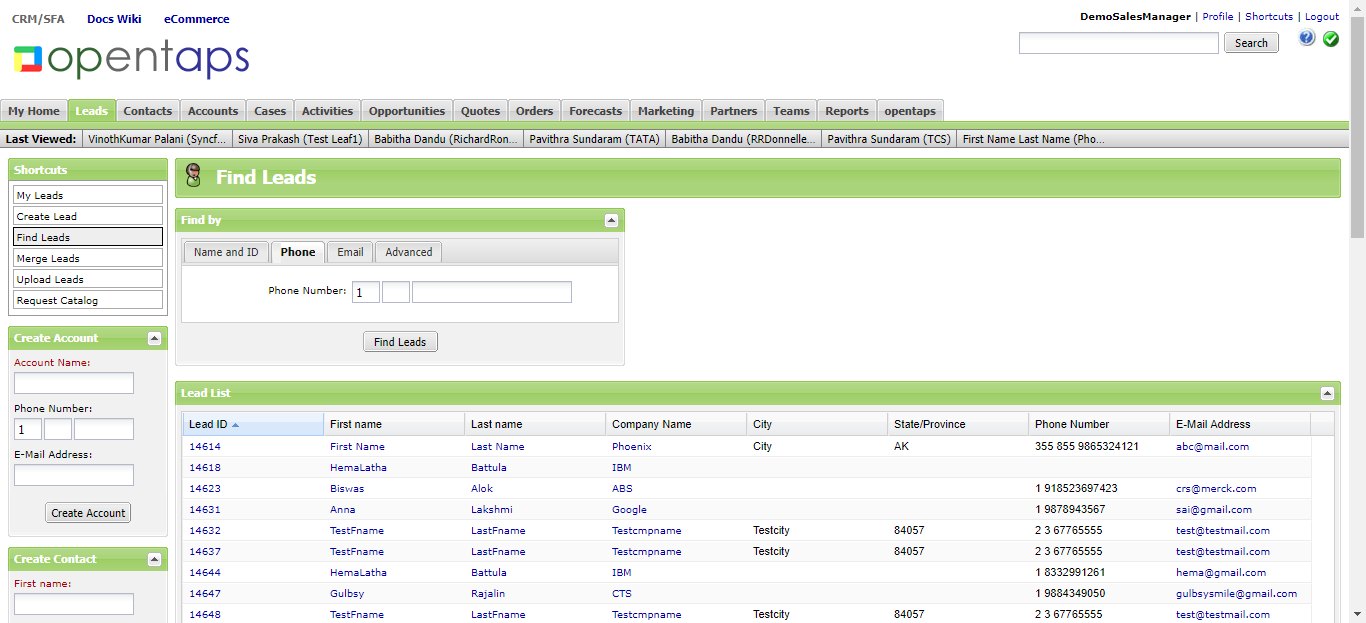 CRM/SFA Docs Wiki eCommerce
DemoSalesManager | Profile | Shortcuts | Logout
opentaps
Search
My Home Leads Contacts Accounts Cases Activities Opportunities Quotes Orders Forecasts Marketing Partners Teams Reports opentaps
Last Viewed: VinothKumar Palani (Syncf... Siva Prakash (Test Leaf1) Babitha Dandu (RichardRon... Pavithra Sundaram (TATA) Babitha Dandu (RRDonnelle... Pavithra Sundaram (TCS) First Name Last Name (Pho...
Shortcuts
My Leads
Create Lead
Find Leads
Merge Leads
Upload Leads
Request Catalog
Create Account
Account Name:
Phone Number:
1
E-Mail Address:
Create Account
Create Contact
First name:
Find Leads
Find by
Name and ID Phone Email Advanced
Phone Number: 1
Find Leads
Lead List
Lead ID First name Last name Company Name City State/Province Phone Number E-Mail Address
14614 First Name Last Name Phoenix City AK 355 855 9865324121 abc@mail.com
14618 HemaLatha Battula IBM
14623 Biswas Alok ABS 1 918523697423 crs@merck.com
14631 Anna Lakshmi Google 1 9878943567 sai@gmail.com
14632 TestFname LastFname Testcmpname Testcity 84057 2 3 67765555 test@testmail.com
14637 TestFname LastFname Testcmpname Testcity 84057 2 3 67765555 test@testmail.com
14644 HemaLatha Battula IBM 1 8332991261 hema@gmail.com
14647 Gulbsy Rajalin CTS 1 9884349050 gulbsysmile@gmail.com
14648 TestFname LastFname Testcmpname Testcity 84057 2 3 67765555 test@testmail.com